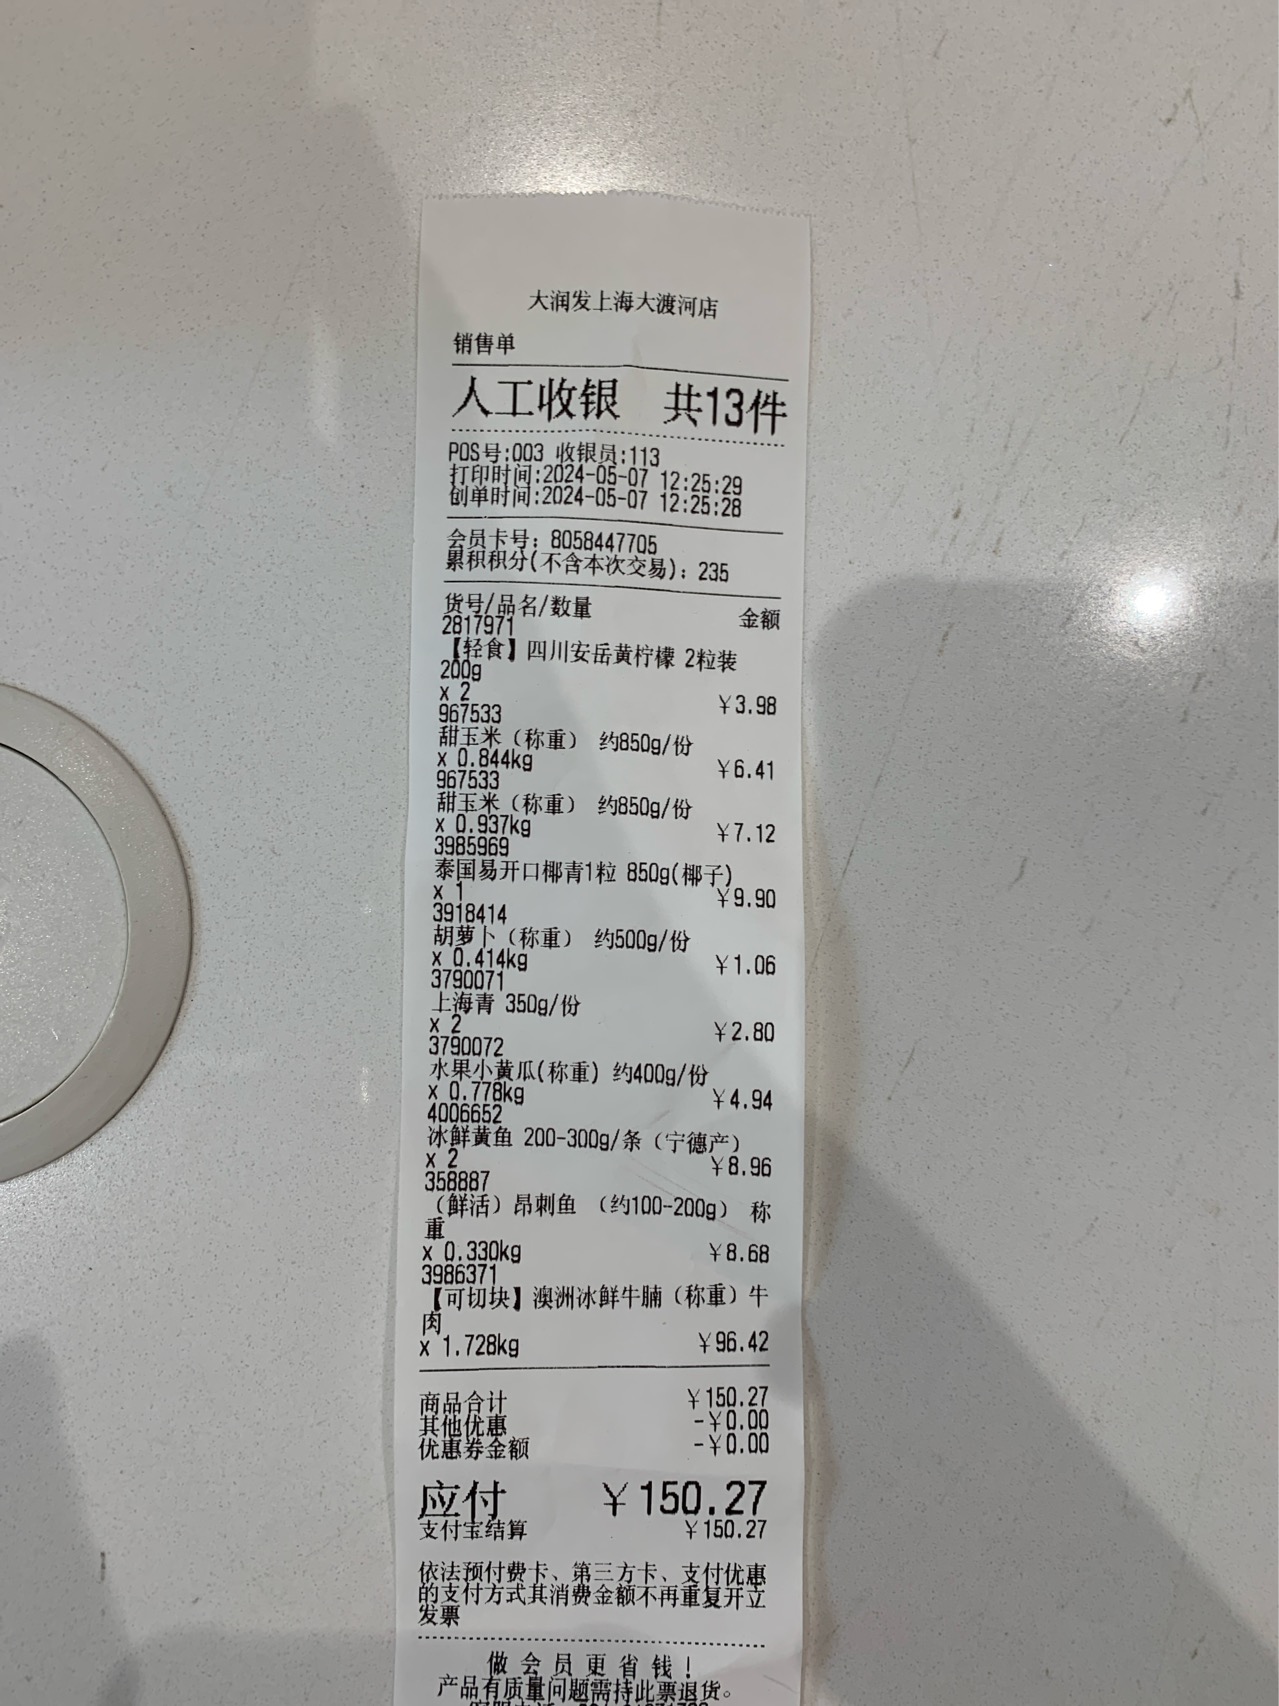 大润发上海大渡河店
销售单
人工收银 共13件
POS号:003 收银员:113
打印时间:2024-05-07 12:25:29
创单时间:2024-05-07 12:25:28
会员卡号：8058447705
累积积分(不含本次交易)：235
货号/品名/数量 金额
2817971
【轻食】四川安岳黄柠檬 2粒装
200g
x 2 ￥3.98
967533
甜玉米（称重） 约850g/份
x 0.844kg ￥6.41
967533
甜玉米（称重） 约850g/份
x 0.937kg ￥7.12
3985969
泰国易开口椰青1粒 850g(椰子)
x 1 ￥9.90
3918414
胡萝卜（称重） 约500g/份
x 0.414kg ￥1.06
3790071
上海青 350g/份
x 2 ￥2.80
3790072
水果小黄瓜(称重) 约400g/份
x 0.778kg ￥4.94
4006652
冰鲜黄鱼 200-300g/条（宁德产）
x 2 ￥8.96
358887
（鲜活）昂刺鱼 （约100-200g） 称
重
x 0.330kg ￥8.68
3986371
【可切块】澳洲冰鲜牛腩（称重）牛
肉
x 1.728kg ￥96.42
商品合计 ￥150.27
其他优惠 -￥0.00
优惠券金额 -￥0.00
应付 ￥150.27
支付宝结算 ￥150.27
依法预付费卡、第三方卡、支付优惠
的支付方式其消费金额不再重复开立
发票
做会员更省钱！
产品有质量问题需持此票退货。